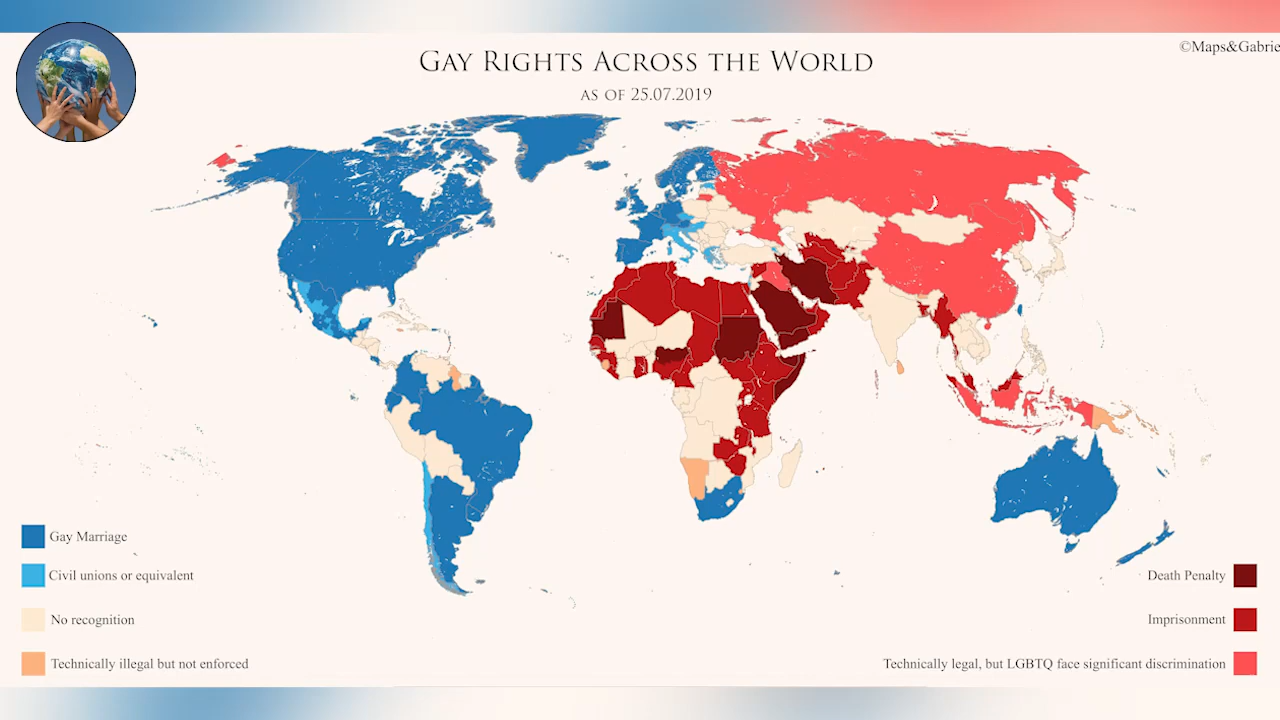 ©Maps&Gabrie
Gay Rights Across the World
as of 25.07.2019
Gay Marriage
Civil unions or equivalent
No recognition
Technically illegal but not enforced
Death Penalty
Imprisonment
Technically legal, but LGBTQ face significant discrimination